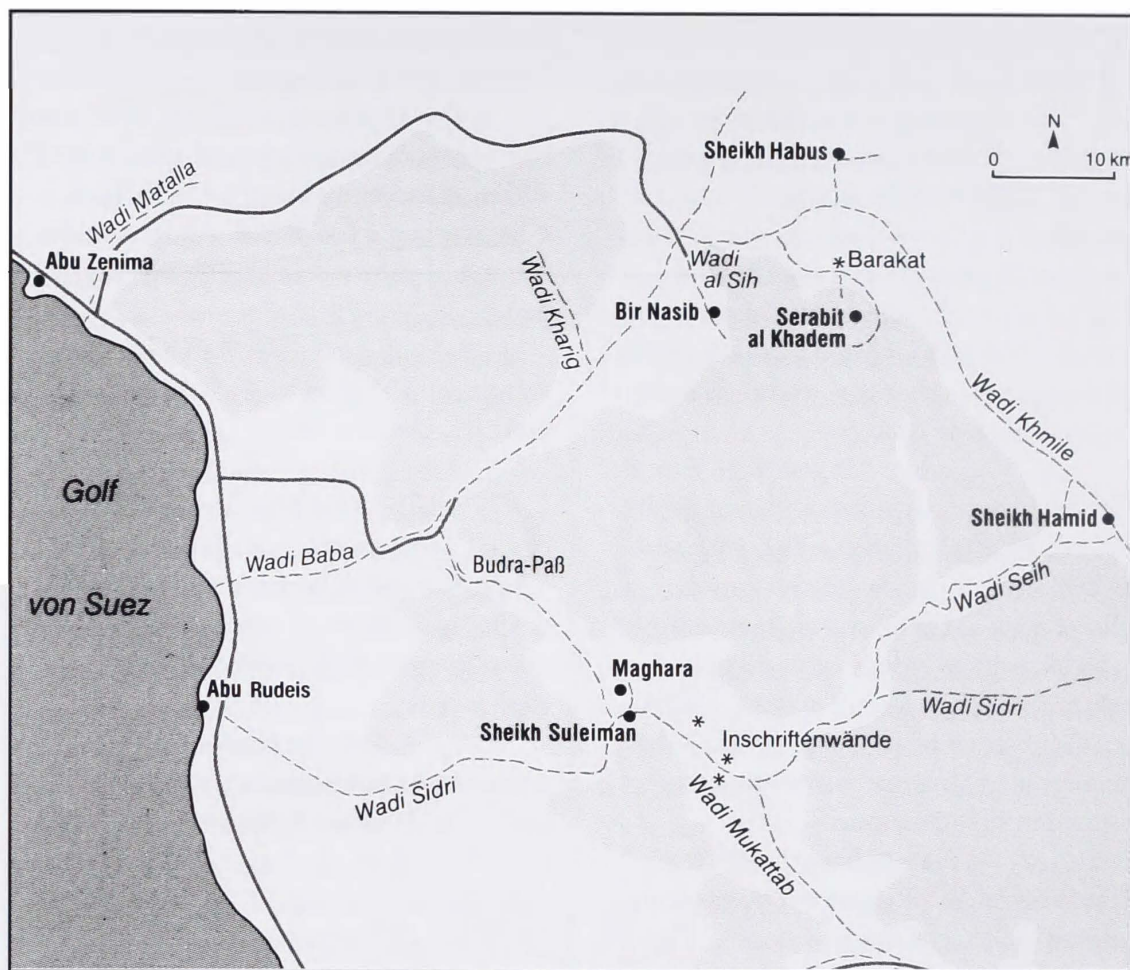 N
0 10 km
Sheikh Habus
Wadi Matalla
Abu Zenima
Wadi
al Sih
Barakat
Wadi Kharig
Bir Nasib
Serabit
al Khadem
Wadi Khmile
Golf
von Suez
Sheikh Hamid
Wadi Baba
Budra-Paß
Wadi Seih
Maghara
Abu Rudeis
Wadi Sidri
Sheikh Suleiman
Inschriftenwände
Wadi Sidri
Wadi Mukattab